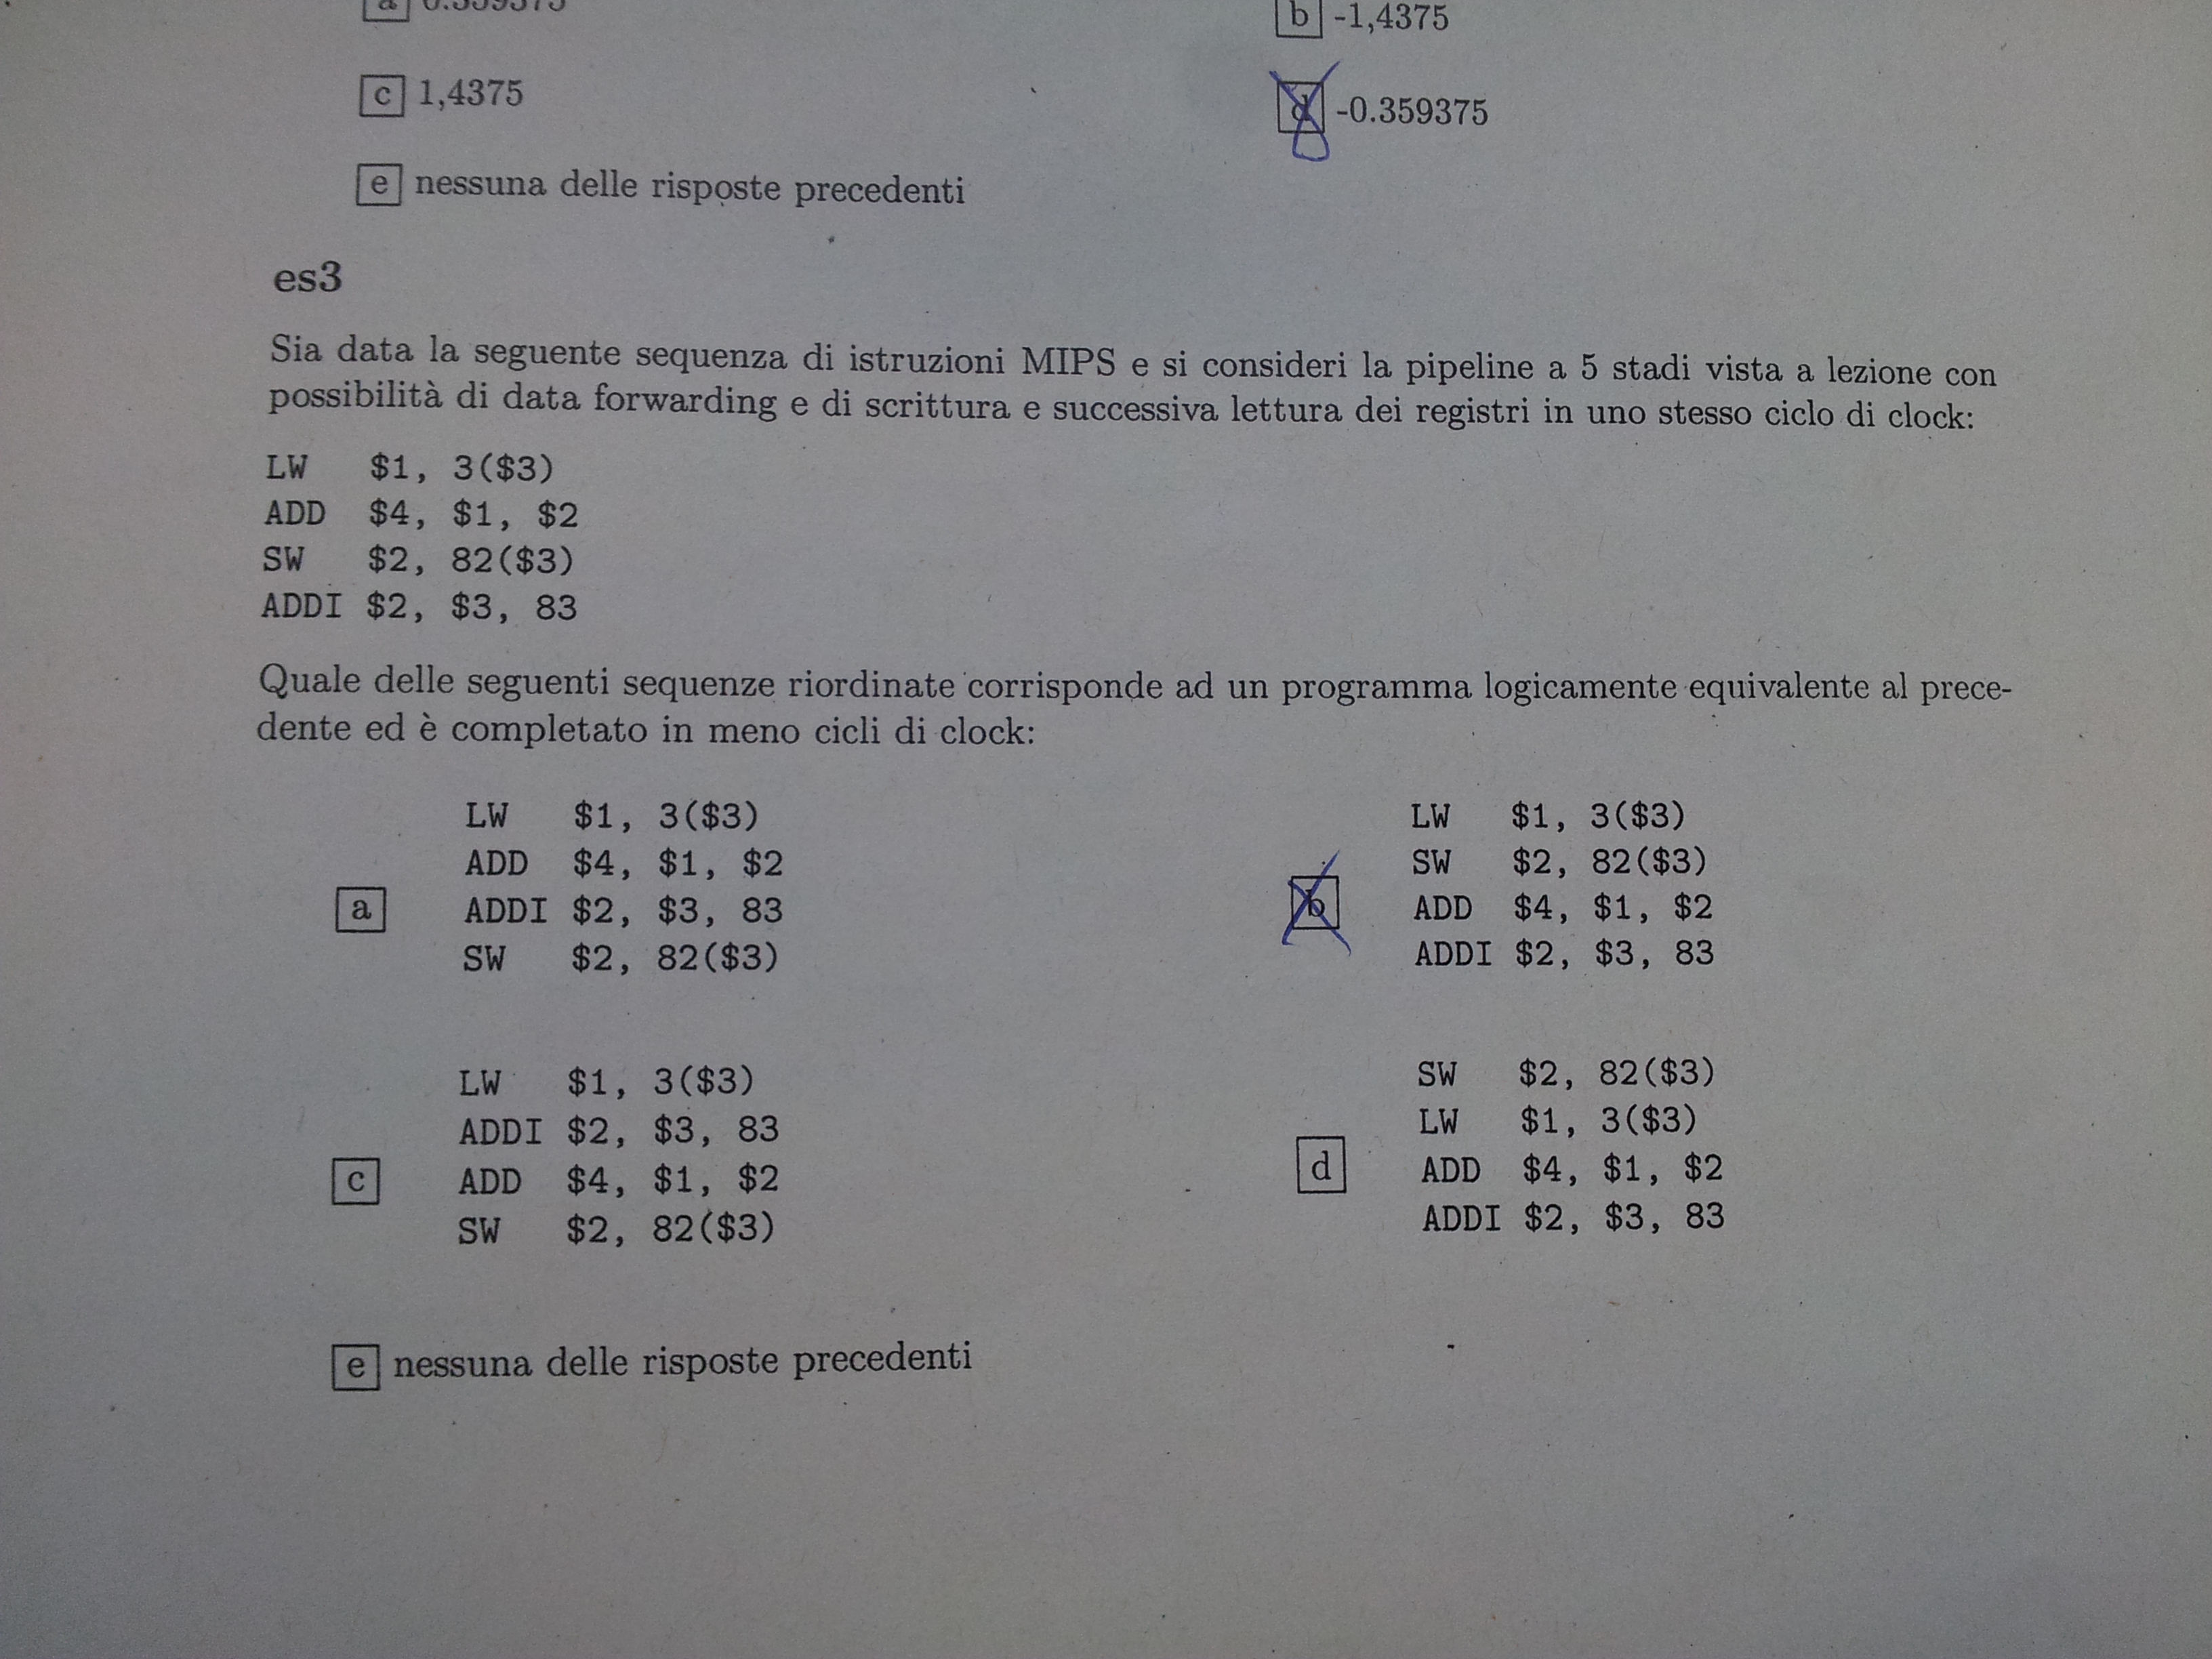 a 0.359375
b -1,4375
c 1,4375
d -0.359375
e nessuna delle risposte precedenti
es3
Sia data la seguente sequenza di istruzioni MIPS e si consideri la pipeline a 5 stadi vista a lezione con
possibilità di data forwarding e di scrittura e successiva lettura dei registri in uno stesso ciclo di clock:
LW $1, 3($3)
ADD $4, $1, $2
SW $2, 82($3)
ADDI $2, $3, 83
Quale delle seguenti sequenze riordinate corrisponde ad un programma logicamente equivalente al prece-
dente ed è completato in meno cicli di clock:
a
LW $1, 3($3)
ADD $4, $1, $2
ADDI $2, $3, 83
SW $2, 82($3)
b
LW $1, 3($3)
SW $2, 82($3)
ADD $4, $1, $2
ADDI $2, $3, 83
c
LW $1, 3($3)
ADDI $2, $3, 83
ADD $4, $1, $2
SW $2, 82($3)
d
SW $2, 82($3)
LW $1, 3($3)
ADD $4, $1, $2
ADDI $2, $3, 83
e nessuna delle risposte precedenti